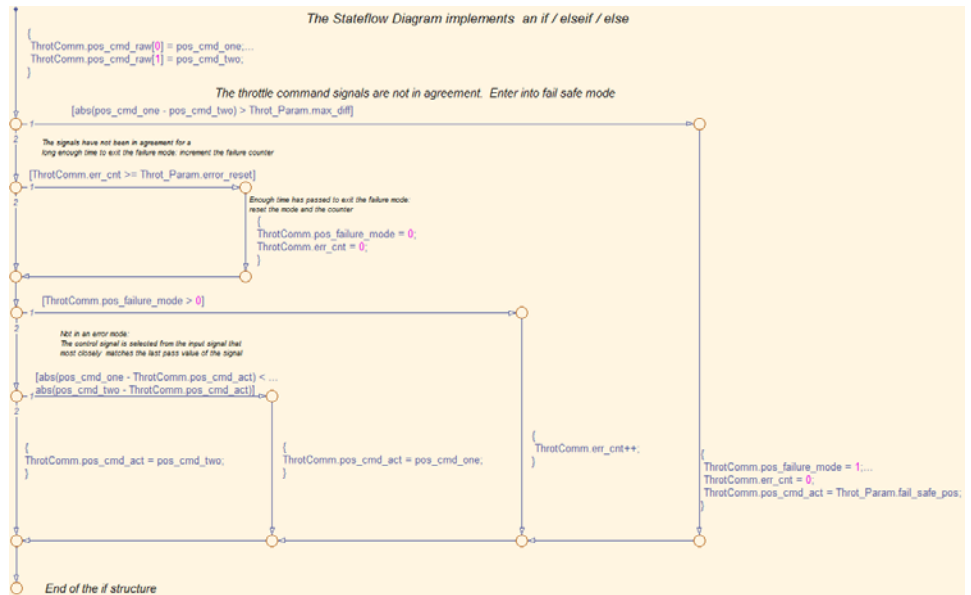 The Stateflow Diagram implements an if / elseif / else
{
ThrotComm.pos_cmd_raw[0] = pos_cmd_one;...
ThrotComm.pos_cmd_raw[1] = pos_cmd_two;
}
The throttle command signals are not in agreement. Enter into fail safe mode
[abs(pos_cmd_one - pos_cmd_two) > Throt_Param.max_diff]
1
2
The signals have not been in agreement for a
long enough time to exit the failure mode: increment the failure counter
[ThrotComm.err_cnt >= Throt_Param.error_reset]
1
2
Enough time has passed to exit the failure mode:
reset the mode and the counter
{
ThrotComm.pos_failure_mode = 0;
ThrotComm.err_cnt = 0;
}
[ThrotComm.pos_failure_mode > 0]
1
2
Not in an error mode:
The control signal is selected from the input signal that
most closely matches the last pass value of the signal
[abs(pos_cmd_one - ThrotComm.pos_cmd_act) < ...
abs(pos_cmd_two - ThrotComm.pos_cmd_act)]
1
2
{
ThrotComm.pos_cmd_act = pos_cmd_two;
}
{
ThrotComm.pos_cmd_act = pos_cmd_one;
}
{
ThrotComm.err_cnt++;
}
{
ThrotComm.pos_failure_mode = 1;...
ThrotComm.err_cnt = 0;
ThrotComm.pos_cmd_act = Throt_Param.fail_safe_pos;
}
End of the if structure